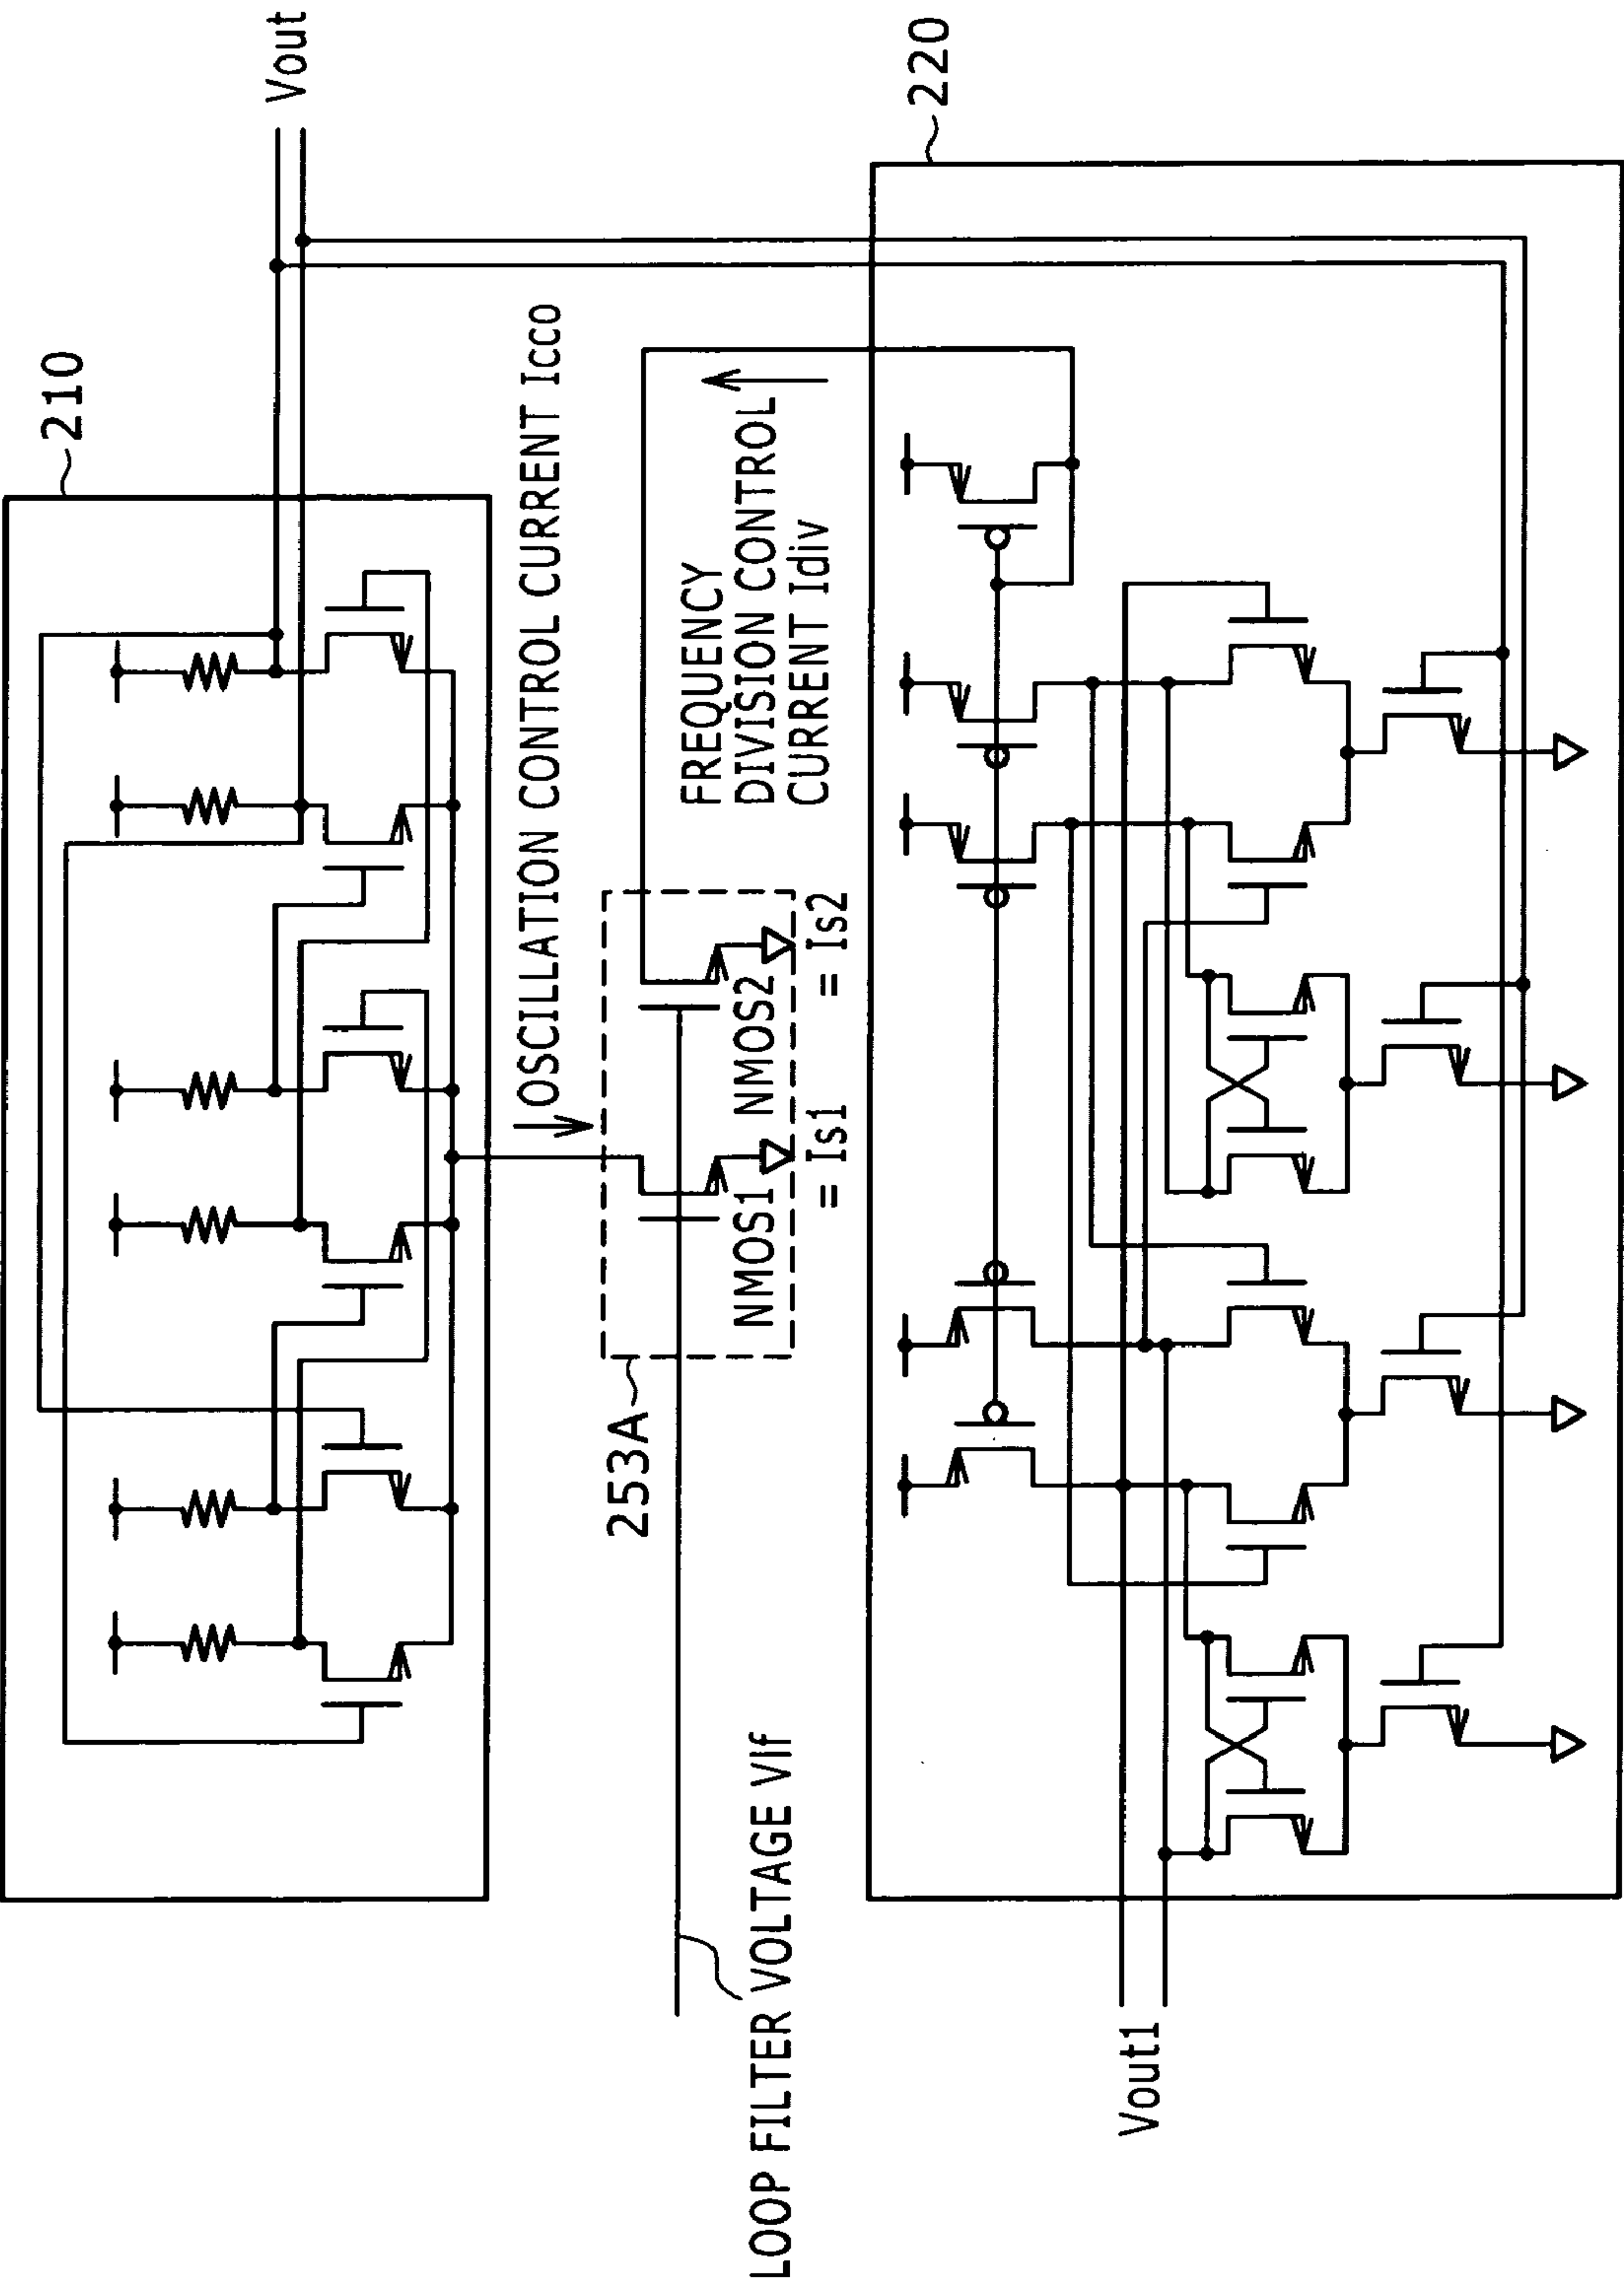 210
Vout
OSCILLATION CONTROL CURRENT ICCO
FREQUENCY
DIVISION CONTROL
CURRENT Idiv
253A
NMOS1 NMOS2
= Is1 = Is2
LOOP FILTER VOLTAGE Vlf
220
Vout1